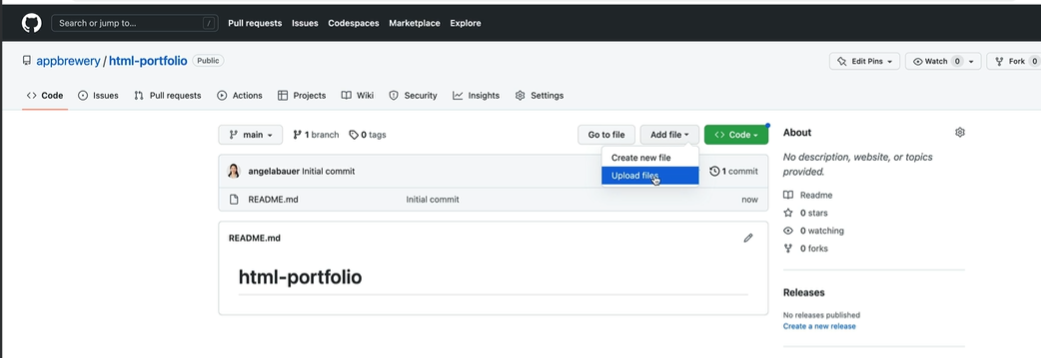 Search or jump to... / Pull requests Issues Codespaces Marketplace Explore
appbrewery / html-portfolio Public Edit Pins Watch 0 Fork 0
<> Code Issues Pull requests Actions Projects Wiki Security Insights Settings
main 1 branch 0 tags Go to file Add file <> Code
Create new file
Upload files
angelabauer Initial commit 1 commit
README.md Initial commit now
README.md
html-portfolio
About
No description, website, or topics
provided.
Readme
0 stars
0 watching
0 forks
Releases
No releases published
Create a new release